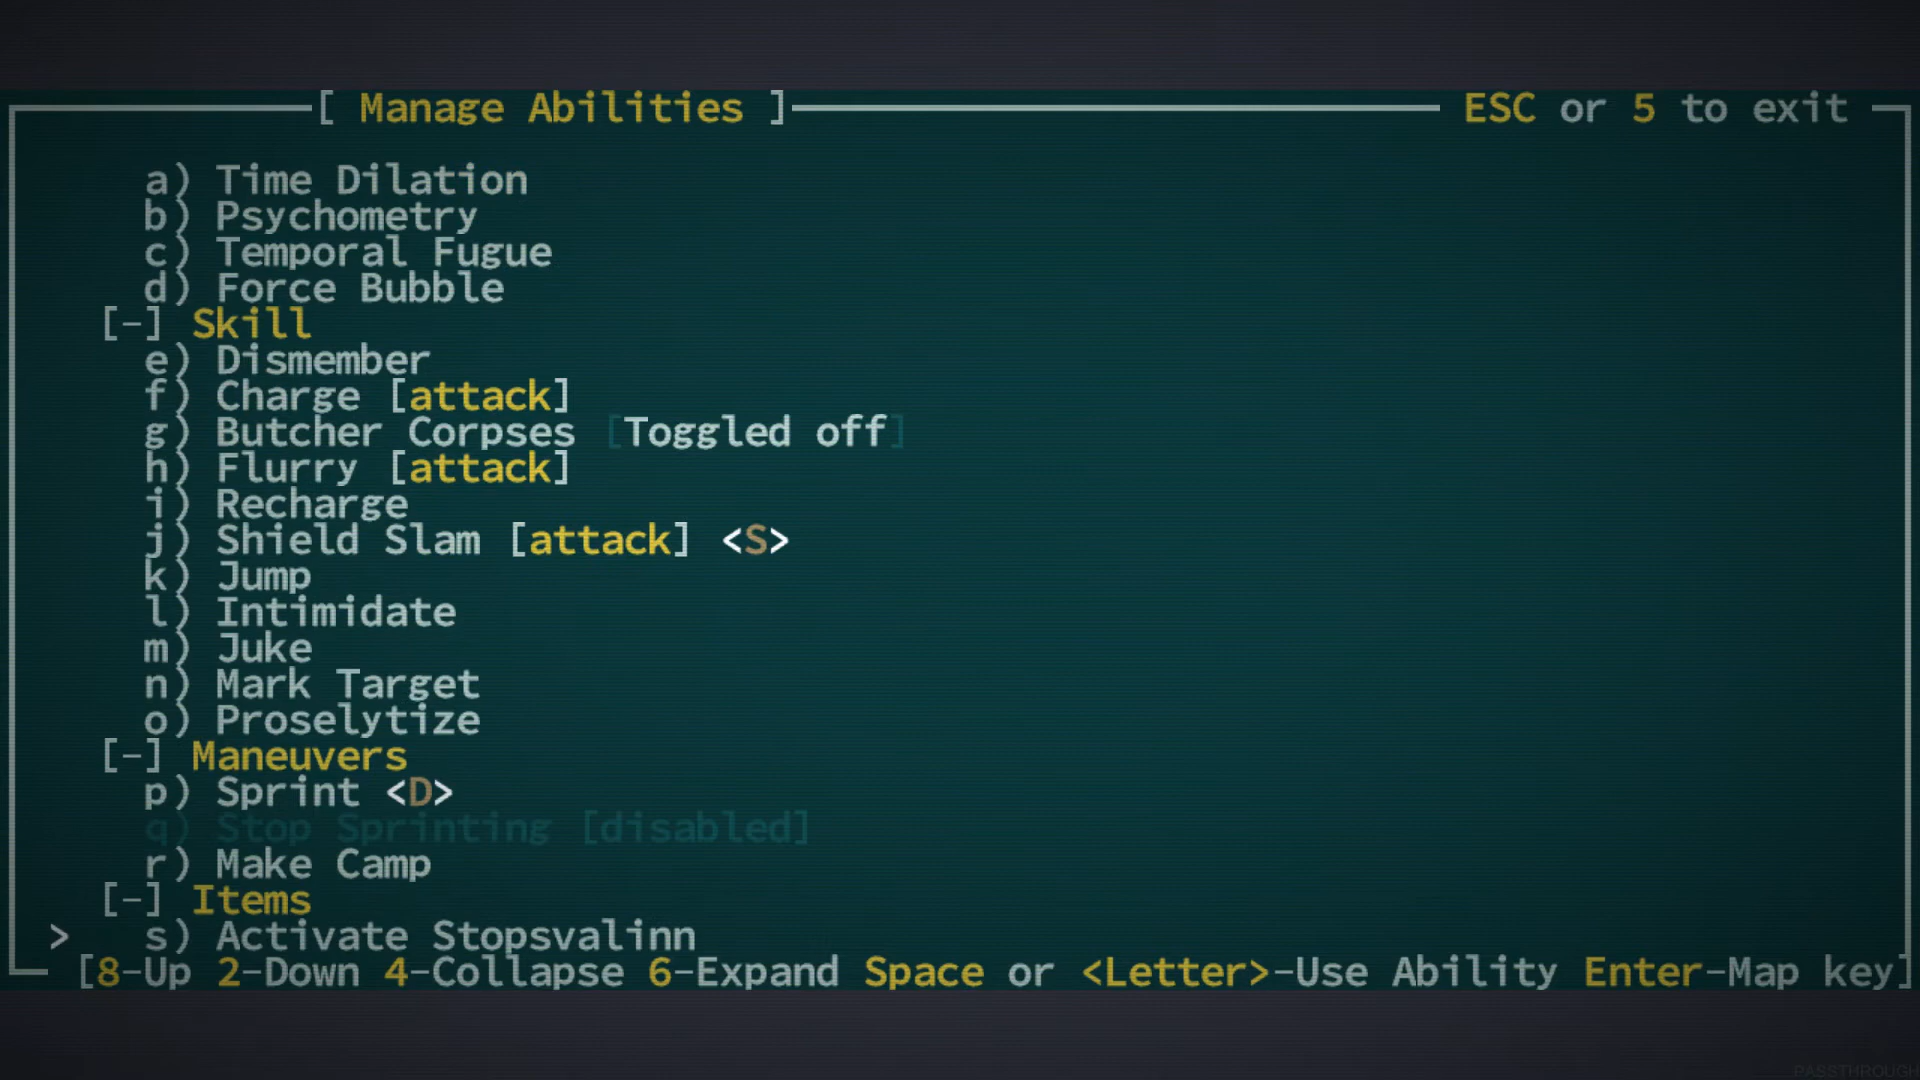 [ Manage Abilities ] ESC or 5 to exit
a) Time Dilation
b) Psychometry
c) Temporal Fugue
d) Force Bubble
[-] Skill
e) Dismember
f) Charge [attack]
g) Butcher Corpses [Toggled off]
h) Flurry [attack]
i) Recharge
j) Shield Slam [attack] <S>
k) Jump
l) Intimidate
m) Juke
n) Mark Target
o) Proselytize
[-] Maneuvers
p) Sprint <D>
q) Stop Sprinting [disabled]
r) Make Camp
[-] Items
> s) Activate Stopsvalinn
[8-Up 2-Down 4-Collapse 6-Expand Space or <Letter>-Use Ability Enter-Map key]
PASSTHROUGH